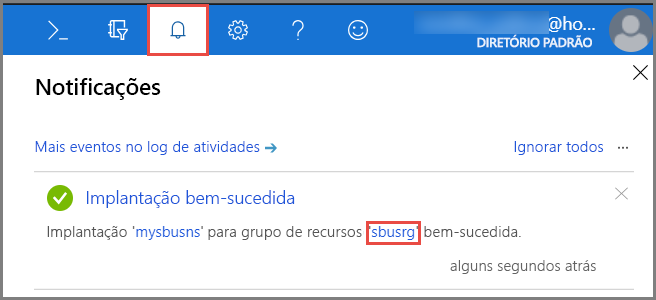 @ho...
DIRETÓRIO PADRÃO
Notificações
Mais eventos no log de atividades → Ignorar todos ...
Implantação bem-sucedida
Implantação 'mysbusns' para grupo de recursos 'sbusrg' bem-sucedida.
alguns segundos atrás